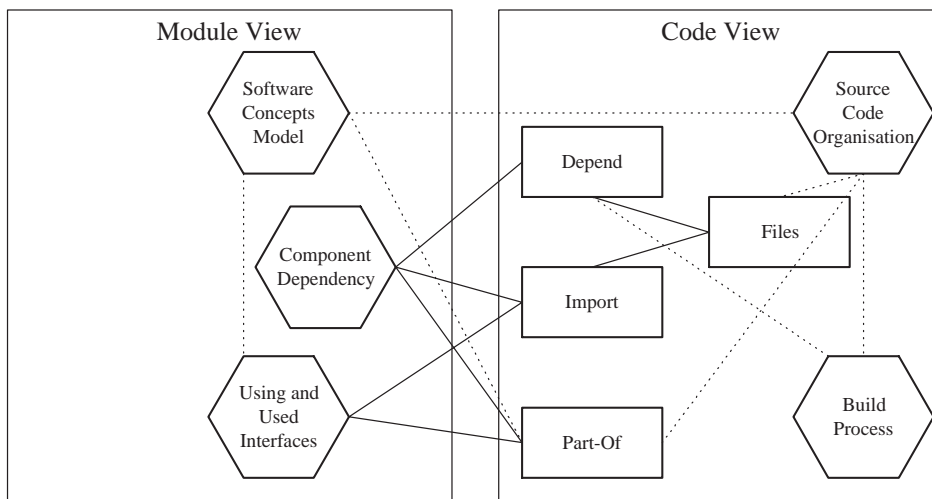 Module View
Software
Concepts
Model
Component
Dependency
Using and
Used
Interfaces
Code View
Source
Code
Organisation
Depend
Files
Import
Part-Of
Build
Process